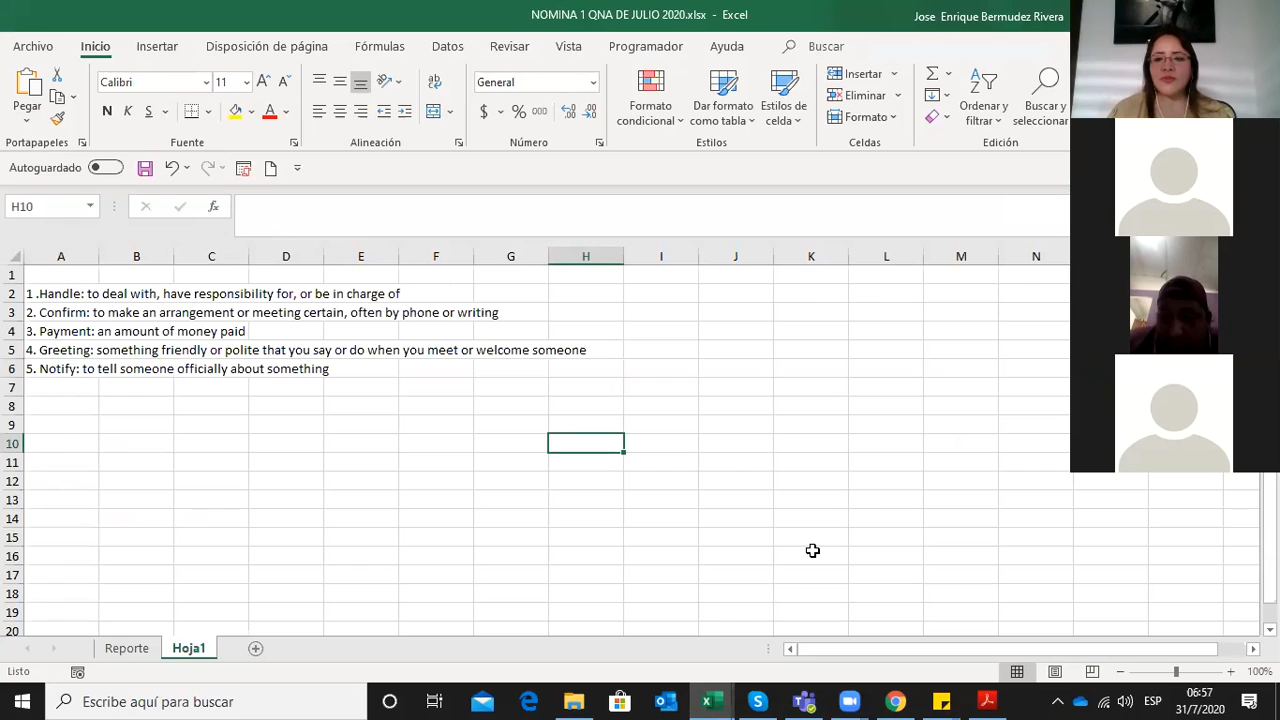 NOMINA 1 QNA DE JULIO 2020.xlsx - Excel
Jose Enrique Bermudez Rivera
Archivo Inicio Insertar Disposición de página Fórmulas Datos Revisar Vista Programador Ayuda Buscar
Calibri 11 General Insertar
Pegar N K S Formato condicional Dar formato como tabla Estilos de celda Eliminar Ordenar y filtrar Buscar y seleccionar
Formato
Portapapeles Fuente Alineación Número Estilos Celdas Edición
Autoguardado
H10 fx
A B C D E F G H I J K L M N
1
2 1 .Handle: to deal with, have responsibility for, or be in charge of
3 2. Confirm: to make an arrangement or meeting certain, often by phone or writing
4 3. Payment: an amount of money paid
5 4. Greeting: something friendly or polite that you say or do when you meet or welcome someone
6 5. Notify: to tell someone officially about something
7
8
9
10
11
12
13
14
15
16
17
18
19
20
Reporte Hoja1
Listo 100%
Escribe aquí para buscar ESP 06:57
31/7/2020